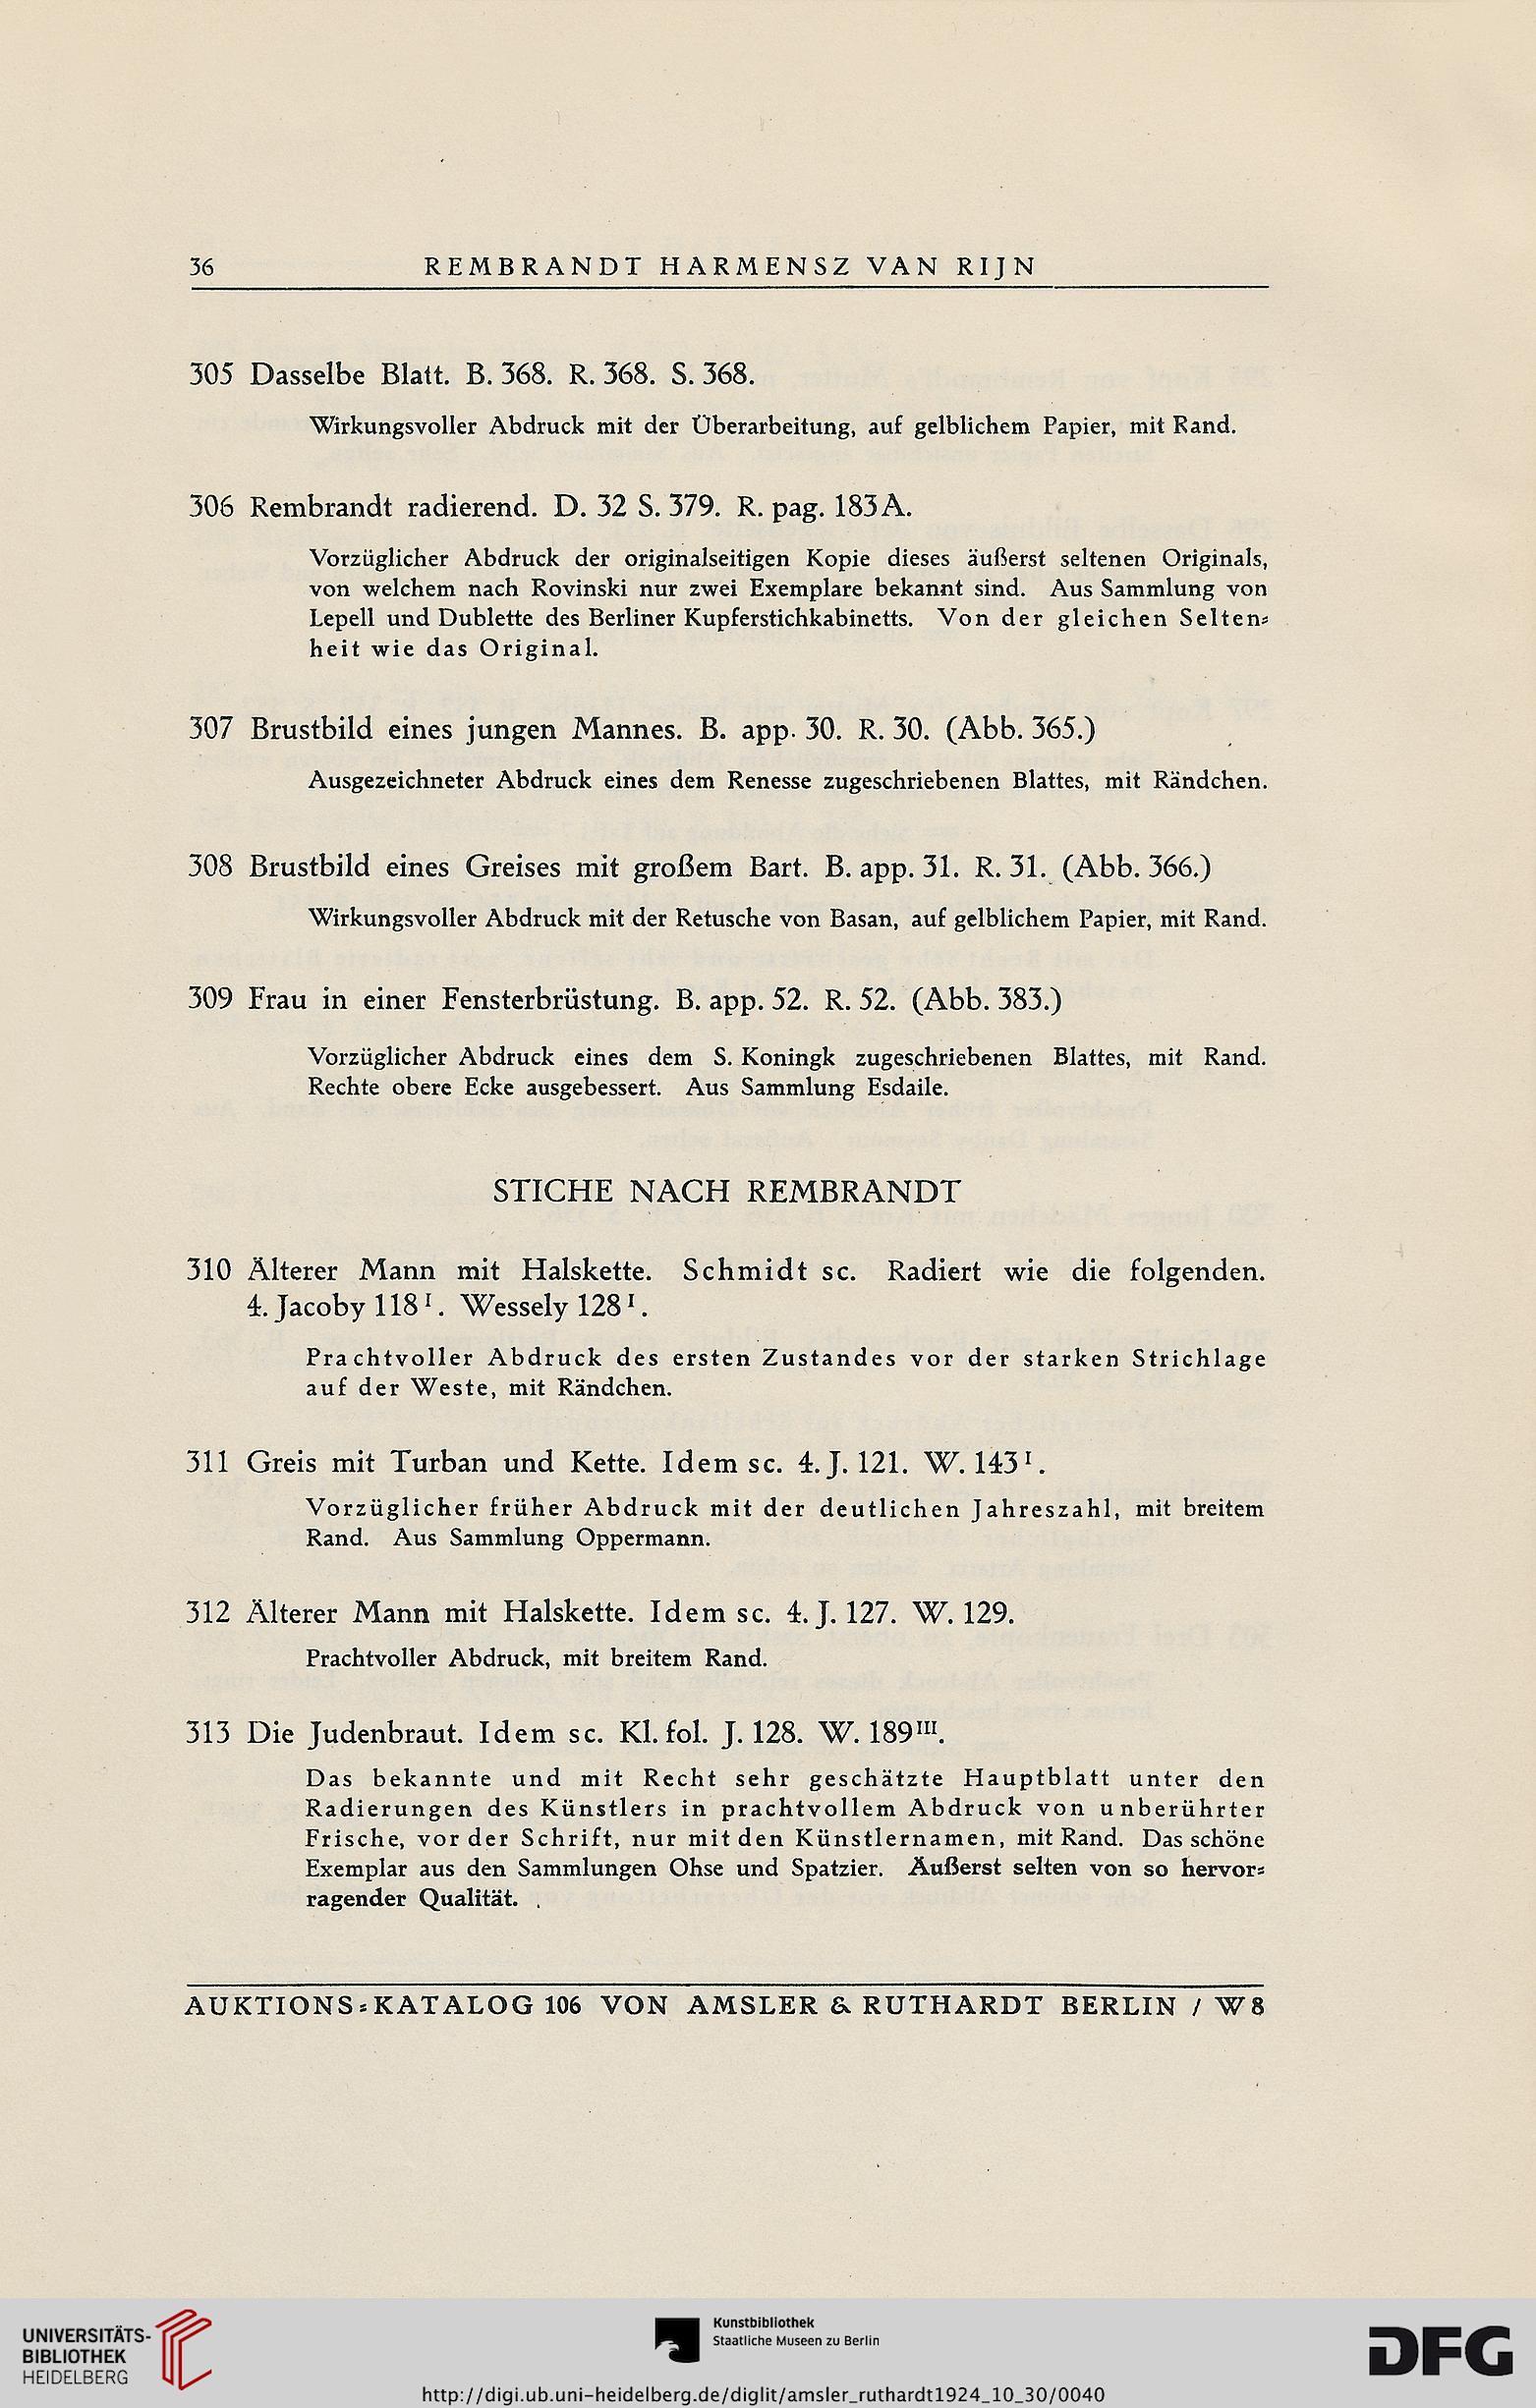 36 REMBRANDT HARMENSZ VAN RIJN
305 Dasselbe Blatt. B. 368. R. 368. S. 368.
Wirkungsvoller Abdruck mit der Überarbeitung, auf gelblichem Papier, mit Rand.
306 Rembrandt radierend. D. 32 S. 379. R. pag. 183 A.
Vorzüglicher Abdruck der originalseitigen Kopie dieses äußerst seltenen Originals,
von welchem nach Rovinski nur zwei Exemplare bekannt sind. Aus Sammlung von
Lepell und Dublette des Berliner Kupferstichkabinetts. Von der gleichen Selten=
heit wie das Original.
307 Brustbild eines jungen Mannes. B. app. 30. R. 30. (Abb. 365.)
Ausgezeichneter Abdruck eines dem Renesse zugeschriebenen Blattes, mit Rändchen.
308 Brustbild eines Greises mit großem Bart. B. app. 31. R. 31. (Abb. 366.)
Wirkungsvoller Abdruck mit der Retusche von Basan, auf gelblichem Papier, mit Rand.
309 Frau in einer Fensterbrüstung. B. app. 52. R. 52. (Abb. 383.)
Vorzüglicher Abdruck eines dem S. Koningk zugeschriebenen Blattes, mit Rand.
Rechte obere Ecke ausgebessert. Aus Sammlung Esdaile.
STICHE NACH REMBRANDT
310 Älterer Mann mit Halskette. Schmidt sc. Radiert wie die folgenden.
4. Jacoby 118 I. Wessely 128 I.
Prachtvoller Abdruck des ersten Zustandes vor der starken Strichlage
auf der Weste, mit Rändchen.
311 Greis mit Turban und Kette. Idem sc. 4. J. 121. W. 143 I.
Vorzüglicher früher Abdruck mit der deutlichen Jahreszahl, mit breitem
Rand. Aus Sammlung Oppermann.
312 Älterer Mann mit Halskette. Idem sc. 4. J. 127. W. 129.
Prachtvoller Abdruck, mit breitem Rand.
313 Die Judenbraut. Idem sc. Kl. fol. J. 128. W. 189 III.
Das bekannte und mit Recht sehr geschätzte Hauptblatt unter den
Radierungen des Künstlers in prachtvollem Abdruck von unberührter
Frische, vor der Schrift, nur mit den Künstlernamen, mit Rand. Das schöne
Exemplar aus den Sammlungen Ohse und Spatzier. Äußerst selten von so hervor=
ragender Qualität.
AUKTIONS=KATALOG 106 VON AMSLER & RUTHARDT BERLIN / W 8
UNIVERSITÄTS-
BIBLIOTHEK
HEIDELBERG
Kunstbibliothek
Staatliche Museen zu Berlin
DFG
http://digi.ub.uni-heidelberg.de/diglit/amsler_ruthardt1924_10_30/0040